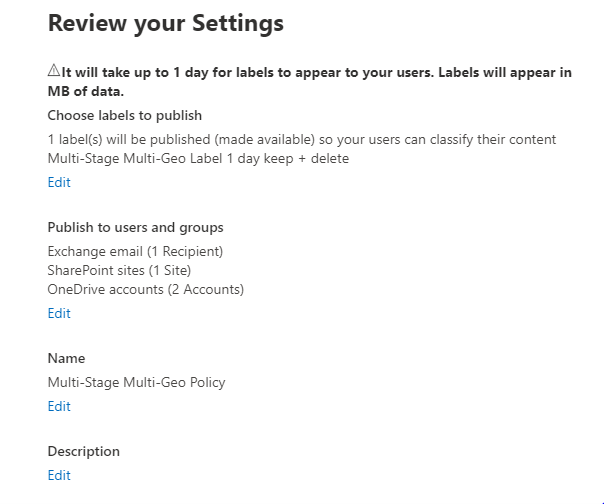 Review your Settings
⚠It will take up to 1 day for labels to appear to your users. Labels will appear in
MB of data.
Choose labels to publish
1 label(s) will be published (made available) so your users can classify their content
Multi-Stage Multi-Geo Label 1 day keep + delete
Edit
Publish to users and groups
Exchange email (1 Recipient)
SharePoint sites (1 Site)
OneDrive accounts (2 Accounts)
Edit
Name
Multi-Stage Multi-Geo Policy
Edit
Description
Edit